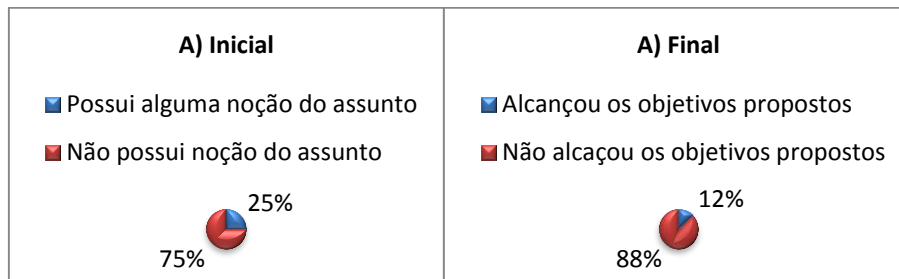 A) Inicial
Possui alguma noção do assunto
Não possui noção do assunto
25%
75%
A) Final
Alcançou os objetivos propostos
Não alcaçou os objetivos propostos
12%
88%